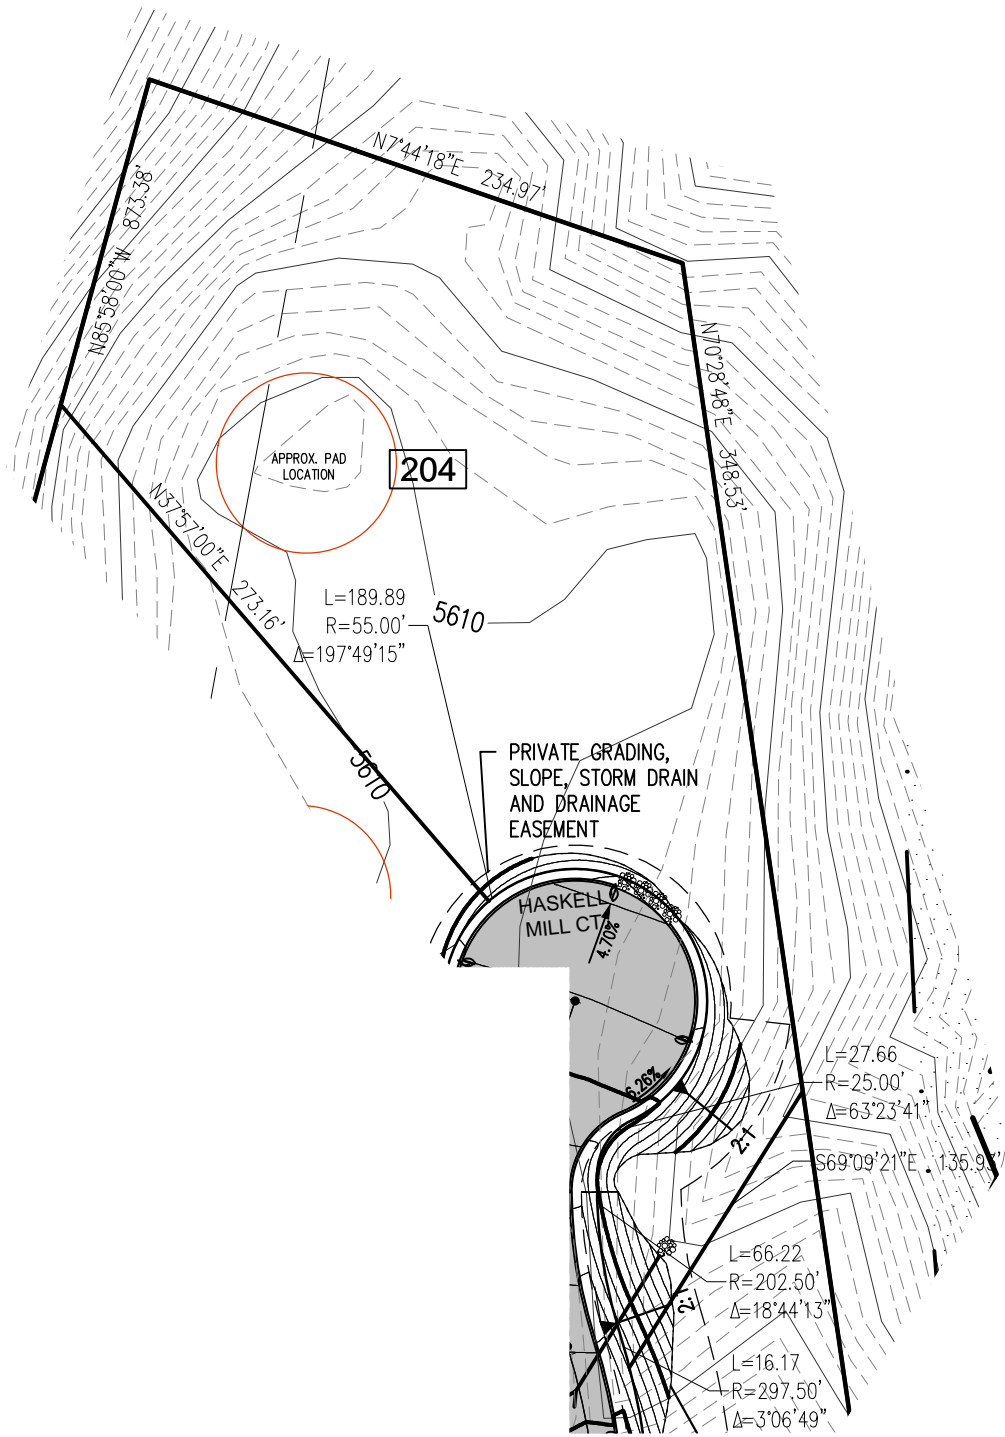 N7°44'18"E 234.97'
N85°58'00"W 873.38'
N70°28'48"E 348.53'
APPROX. PAD
LOCATION
204
N37°57'00"E 273.16'
L=189.89
R=55.00'
Δ=197°49'15"
5610
5610
PRIVATE GRADING,
SLOPE, STORM DRAIN
AND DRAINAGE
EASEMENT
HASKELL
MILL CT
4.70%
6.26%
L=27.66
R=25.00'
Δ=63°23'41"
2:1
S69°09'21"E 135.93'
L=66.22
R=202.50'
Δ=18°44'13"
2:1
L=16.17
R=297.50'
Δ=3°06'49"